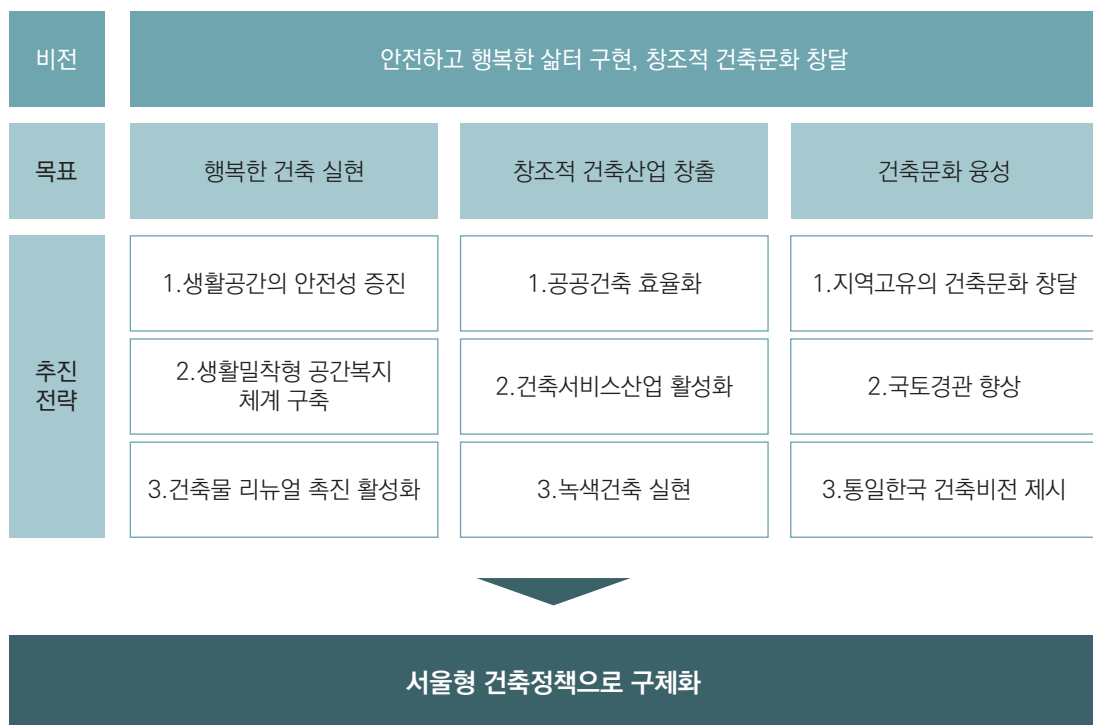 비전
안전하고 행복한 삶터 구현, 창조적 건축문화 창달
목표
행복한 건축 실현
창조적 건축산업 창출
건축문화 융성
추진
전략
1.생활공간의 안전성 증진
1.공공건축 효율화
1.지역고유의 건축문화 창달
2.생활밀착형 공간복지
체계 구축
2.건축서비스산업 활성화
2.국토경관 향상
3.건축물 리뉴얼 촉진 활성화
3.녹색건축 실현
3.통일한국 건축비전 제시
서울형 건축정책으로 구체화